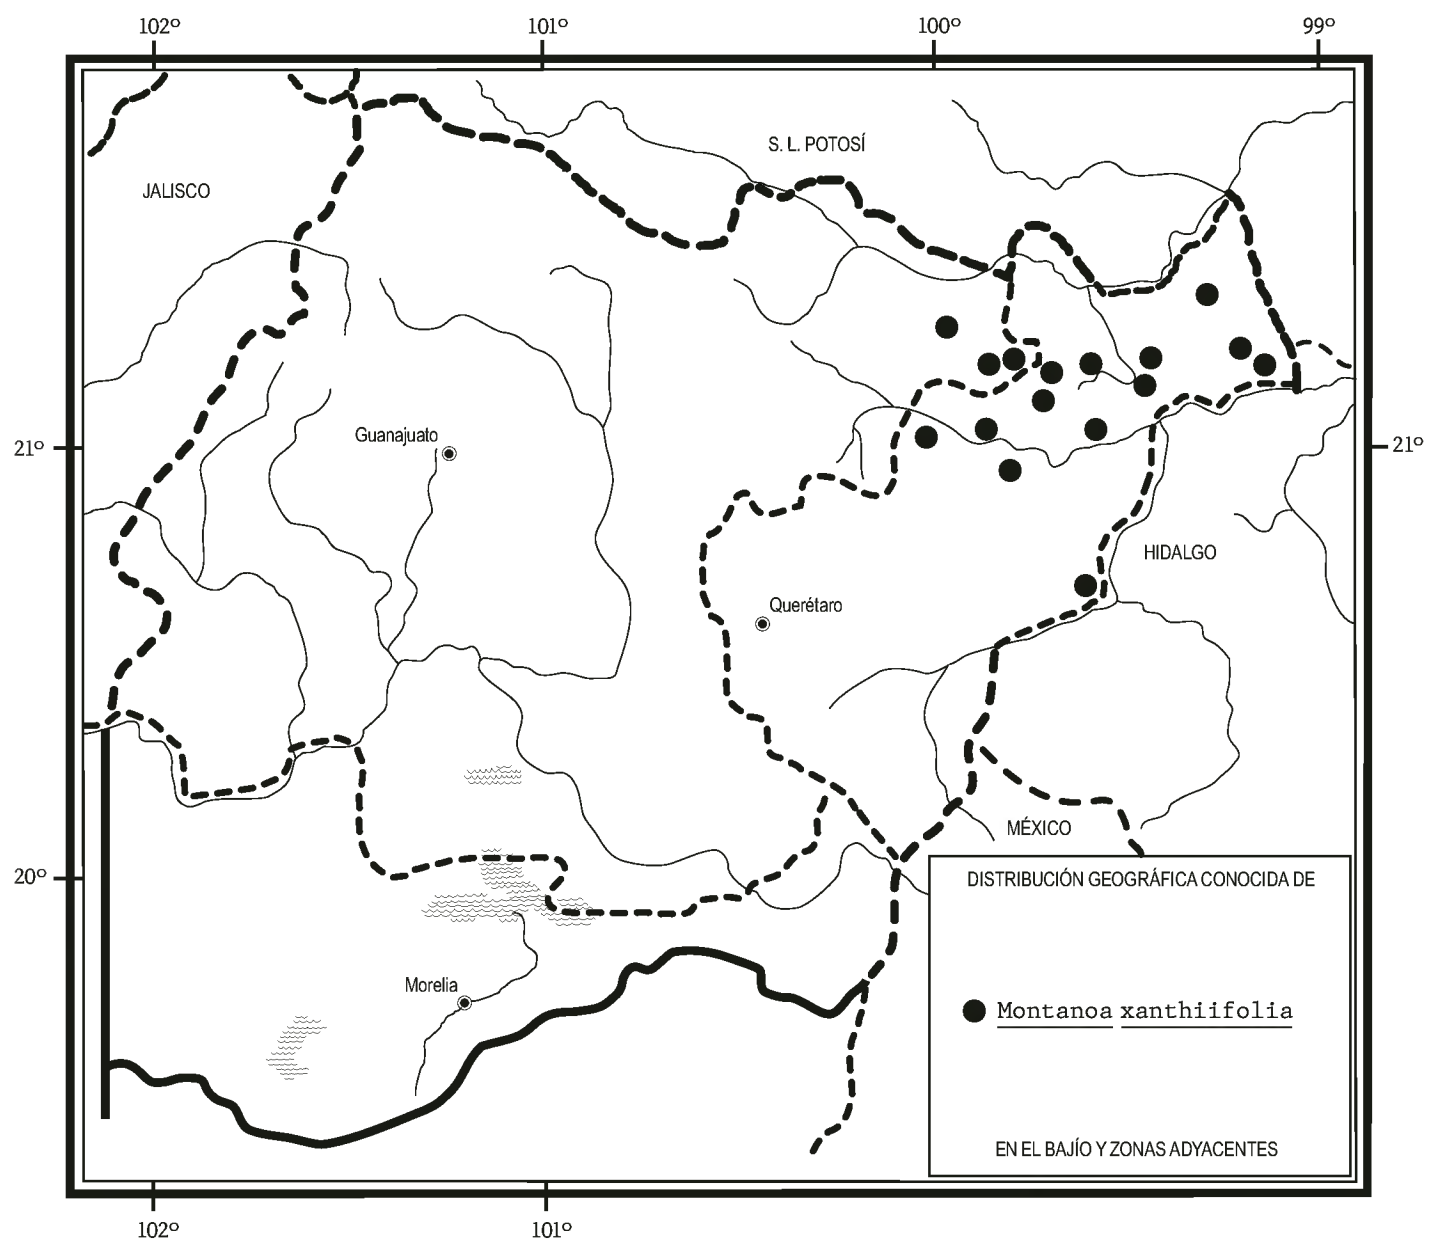 102º 101º 100º 99º
S. L. POTOSÍ
JALISCO
Guanajuato
21º 21º
HIDALGO
Querétaro
MÉXICO
20º
DISTRIBUCIÓN GEOGRÁFICA CONOCIDA DE
Morelia
Montanoa xanthiifolia
EN EL BAJÍO Y ZONAS ADYACENTES
102º 101º